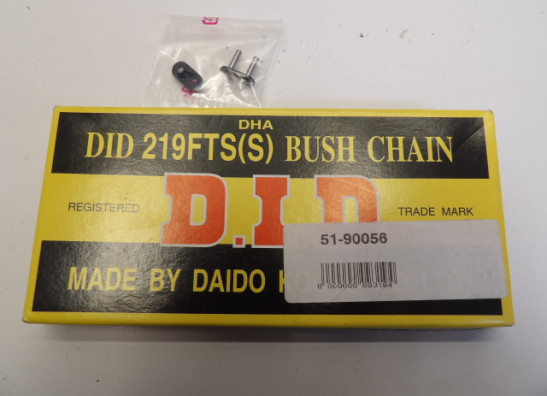 DHA
DID 219FTS(S) BUSH CHAIN
REGISTERED D.I.D TRADE MARK
51-90056
MADE BY DAIDO